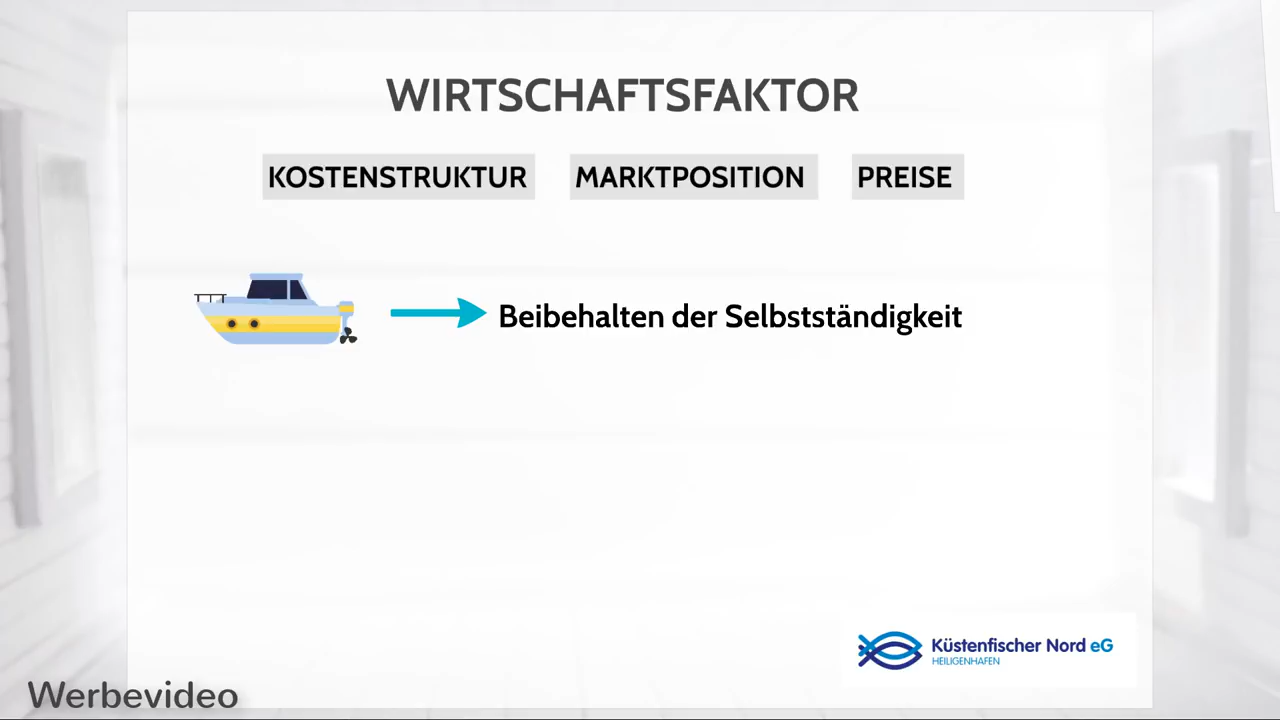 WIRTSCHAFTSFAKTOR
KOSTENSTRUKTUR MARKTPOSITION PREISE
Beibehalten der Selbstständigkeit
Küstenfischer Nord eG
HEILIGENHAFEN
Werbevideo